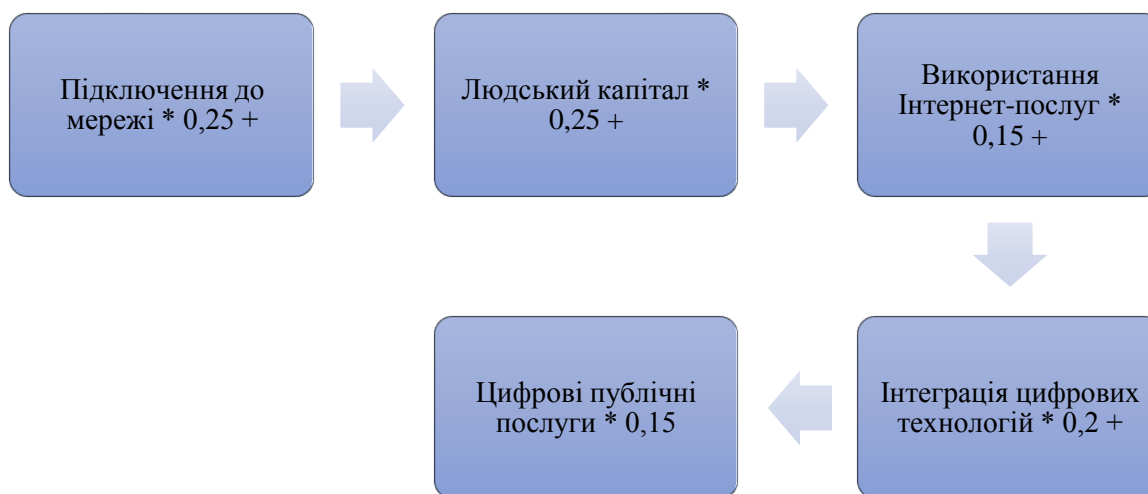 Підключення до
мережі * 0,25 +
Людський капітал *
0,25 +
Використання
Інтернет-послуг *
0,15 +
Інтеграція цифрових
технологій * 0,2 +
Цифрові публічні
послуги * 0,15